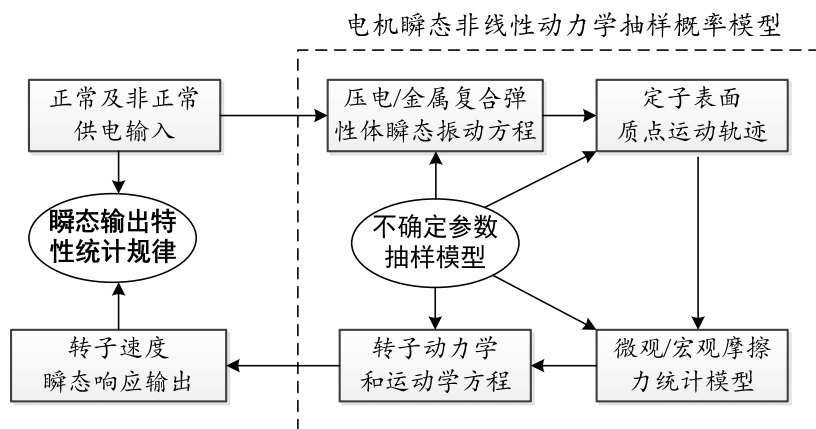 电机瞬态非线性动力学抽样概率模型
正常及非正常
供电输入
压电/金属复合弹
性体瞬态振动方程
定子表面
质点运动轨迹
瞬态输出特
性统计规律
不确定参数
抽样模型
转子速度
瞬态响应输出
转子动力学
和运动学方程
微观/宏观摩擦
力统计模型